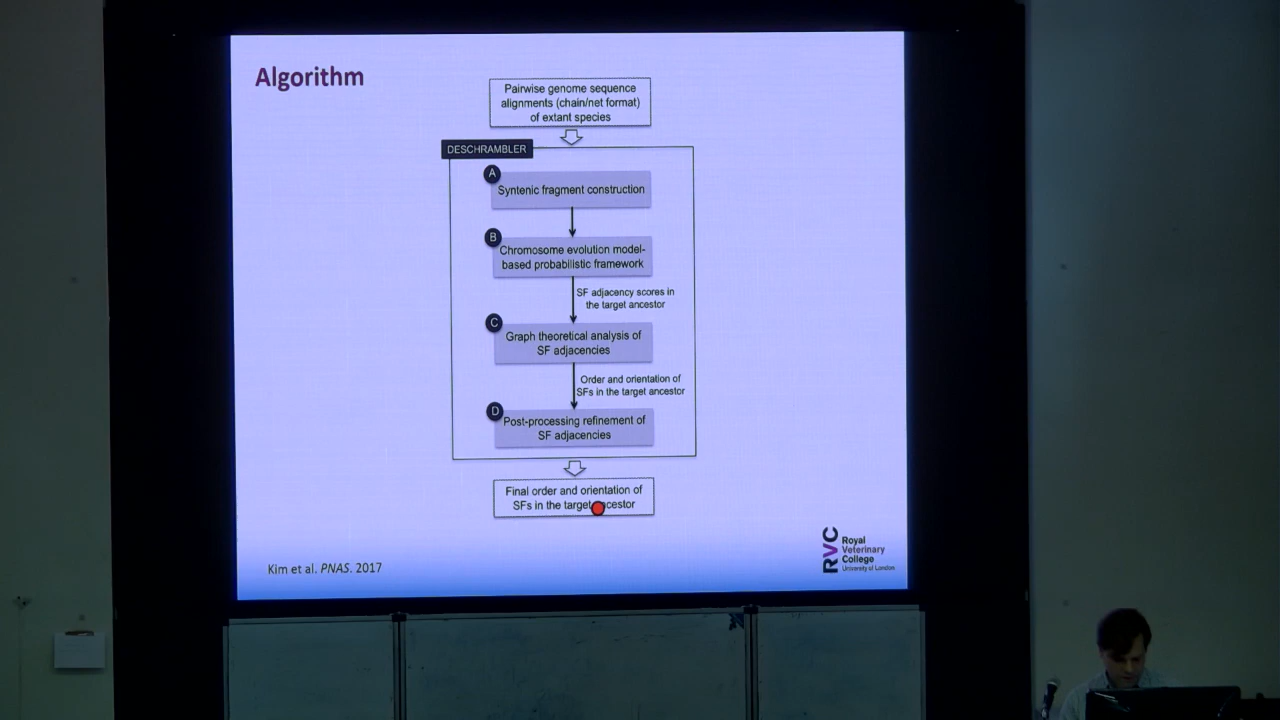 Algorithm
Pairwise genome sequence
alignments (chain/net format)
of extant species
DESCHRAMBLER
A
Syntenic fragment construction
B
Chromosome evolution model-
based probabilistic framework
SF adjacency scores in
the target ancestor
C
Graph theoretical analysis of
SF adjacencies
Order and orientation of
SFs in the target ancestor
D
Post-processing refinement of
SF adjacencies
Final order and orientation of
SFs in the target ancestor
Kim et al. PNAS. 2017
RVC
Royal
Veterinary
College
University of London